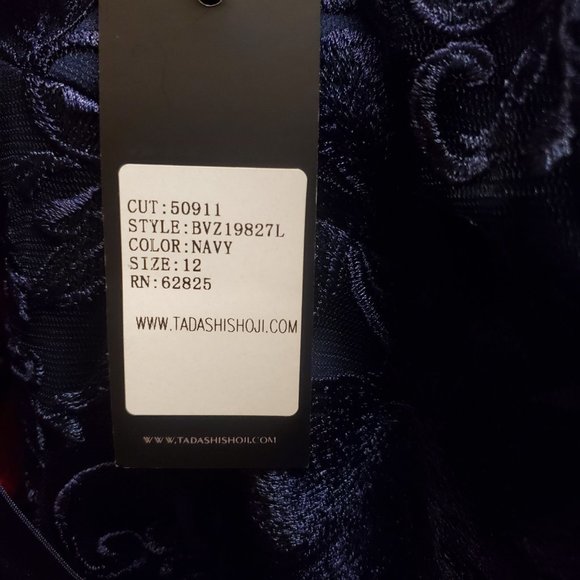 CUT:50911
STYLE:BVZ19827L
COLOR:NAVY
SIZE:12
RN:62825
WWW.TADASHISHOJI.COM
WWW.TADASHISHOJI.COM